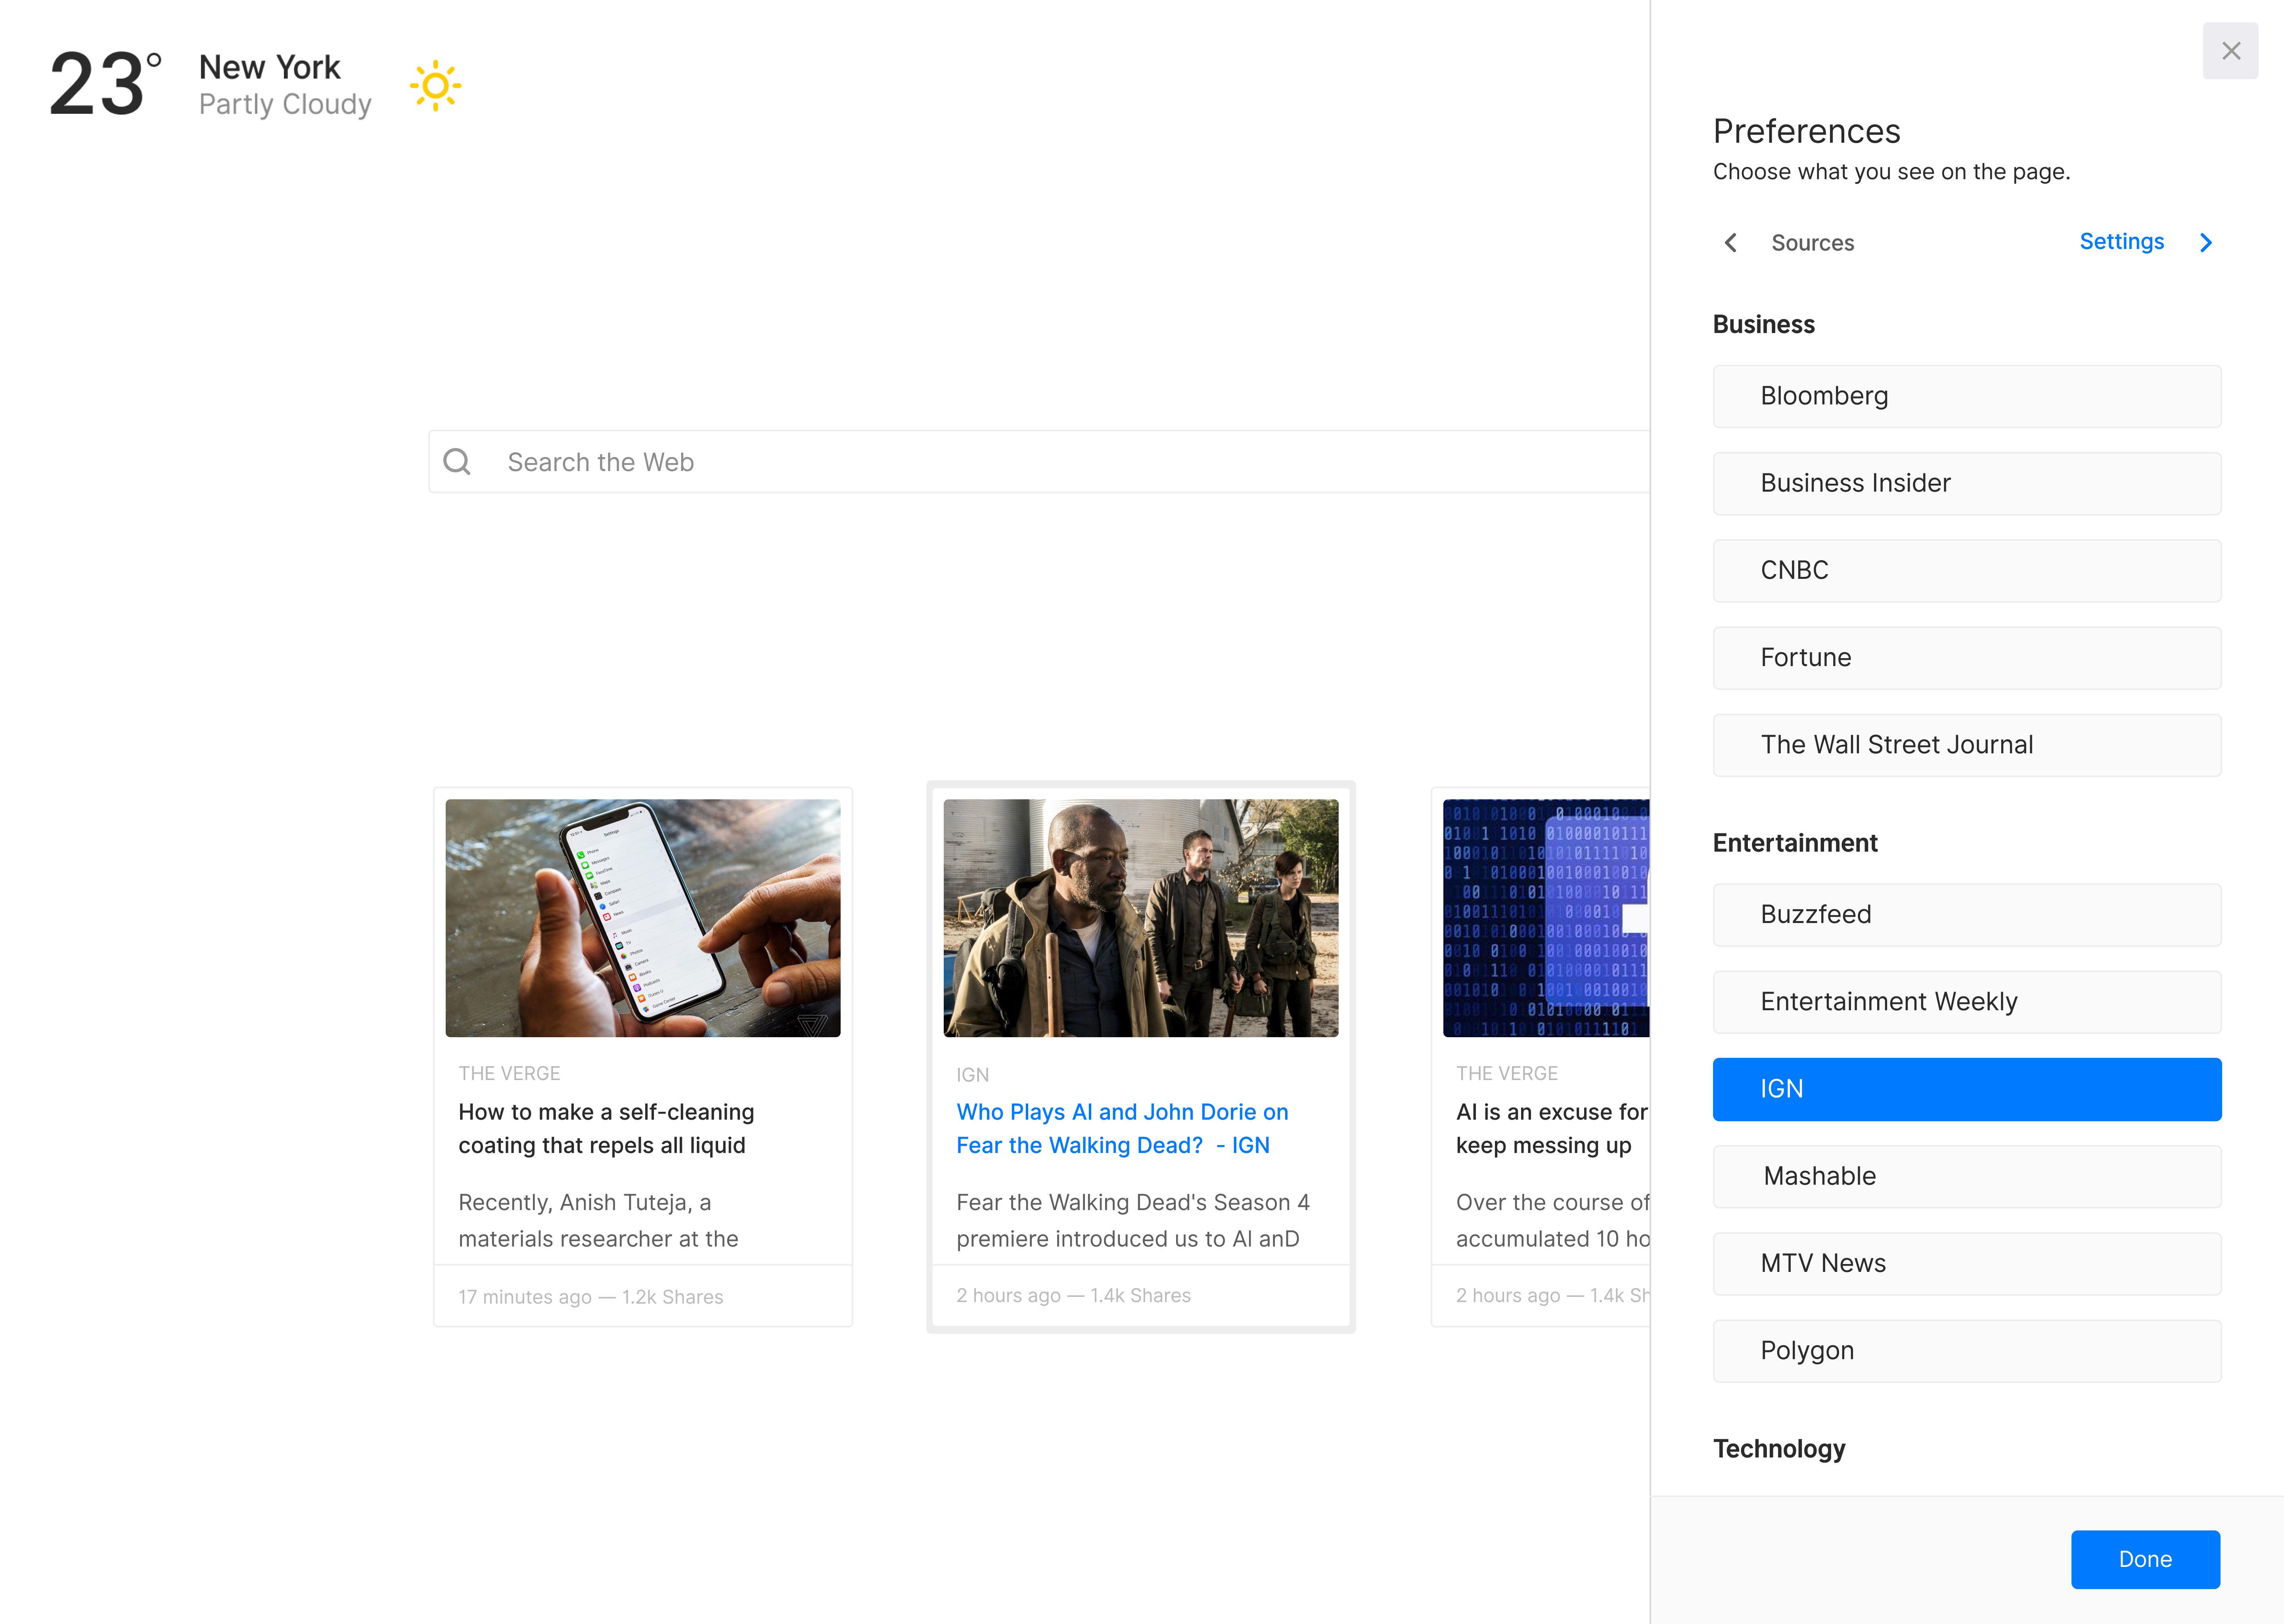 23°
New York
Partly Cloudy
Search the Web
THE VERGE
How to make a self-cleaning
coating that repels all liquid
Recently, Anish Tuteja, a
materials researcher at the
17 minutes ago — 1.2k Shares
IGN
Who Plays Al and John Dorie on
Fear the Walking Dead?  - IGN
Fear the Walking Dead's Season 4
premiere introduced us to Al anD
2 hours ago — 1.4k Shares
THE VERGE
AI is an excuse for
keep messing up
Over the course of
accumulated 10 ho
2 hours ago — 1.4k Sh
Preferences
Choose what you see on the page.
Sources
Settings
Business
Bloomberg
Business Insider
CNBC
Fortune
The Wall Street Journal
Entertainment
Buzzfeed
Entertainment Weekly
IGN
Mashable
MTV News
Polygon
Technology
Done